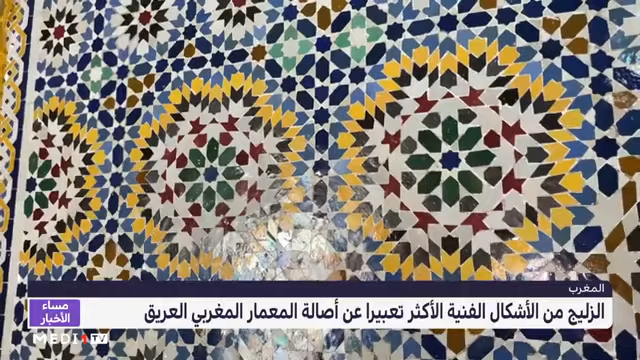 المغرب
الزليج من الأشكال الفنية الأكثر تعبيرا عن أصالة المعمار المغربي العريق
مساء
الأخبار
MEDI1TV